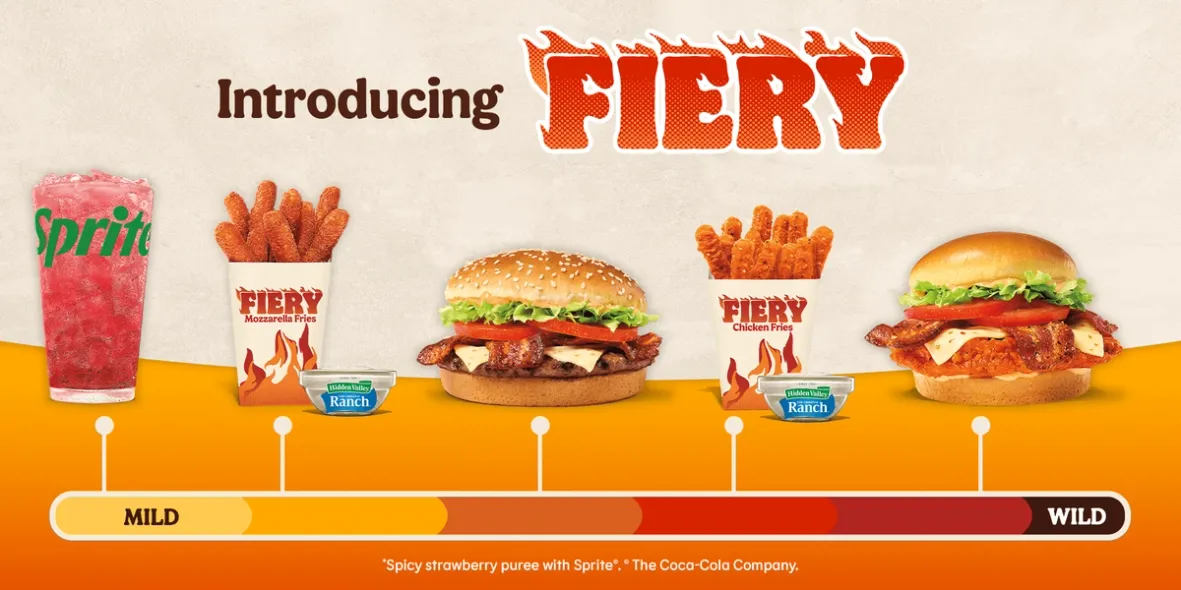 Introducing FIERY
Sprite
FIERY
Mozzarella Fries
Hidden Valley
Ranch
FIERY
Chicken Fries
Hidden Valley
Ranch
MILD
WILD
*Spicy strawberry puree with Sprite®. ® The Coca-Cola Company.